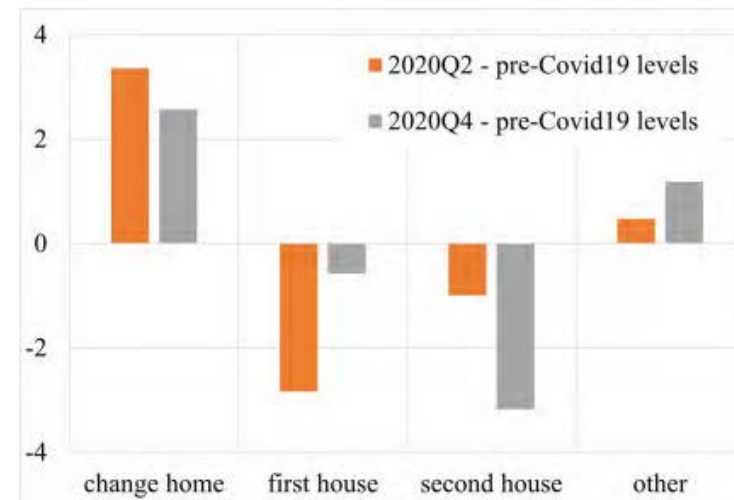 4
2020Q2 - pre-Covid19 levels
2020Q4 - pre-Covid19 levels
2
0
-2
-4
change home first house second house other